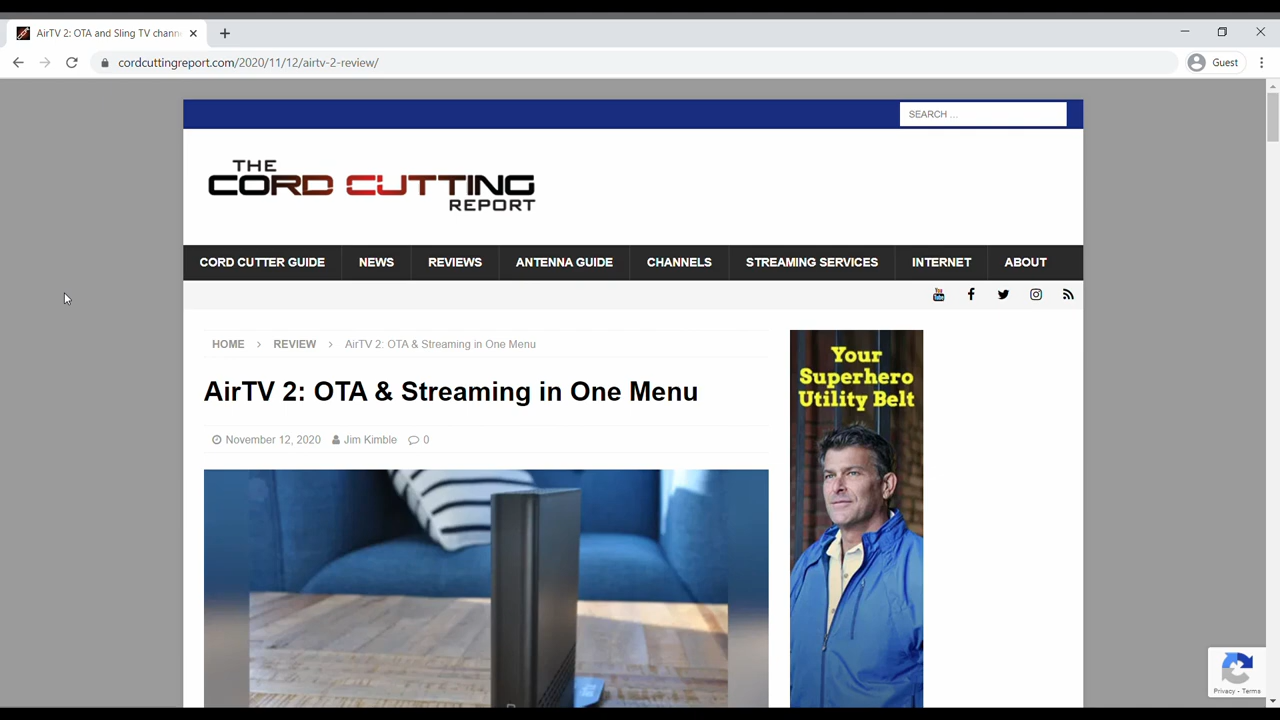 AirTV 2: OTA and Sling TV chann
cordcuttingreport.com/2020/11/12/airtv-2-review/
Guest
SEARCH …
THE
CORD CUTTING
REPORT
CORD CUTTER GUIDE NEWS REVIEWS ANTENNA GUIDE CHANNELS STREAMING SERVICES INTERNET ABOUT
HOME > REVIEW > AirTV 2: OTA & Streaming in One Menu
AirTV 2: OTA & Streaming in One Menu
November 12, 2020 Jim Kimble 0
Your
Superhero
Utility Belt
Privacy - Terms